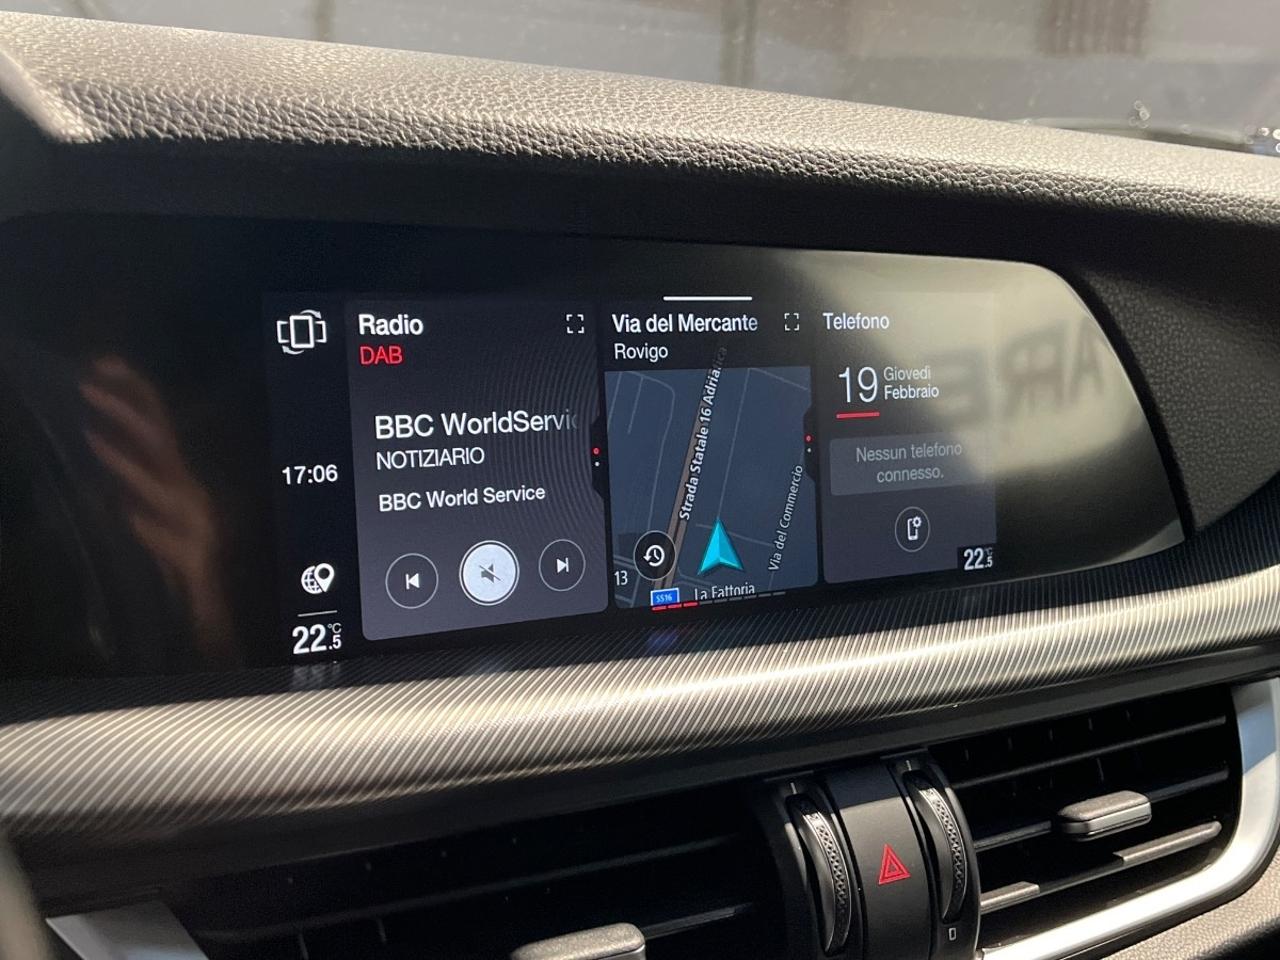 Radio
DAB
BBC WorldServi
NOTIZIARIO
BBC World Service
17:06
22.5 °C
Via del Mercante
Rovigo
Strada Statale 16 Adriatica
Via del Commercio
13
SS16
La Fattoria
Telefono
19
Giovedì
Febbraio
Nessun telefono
connesso.
22.5